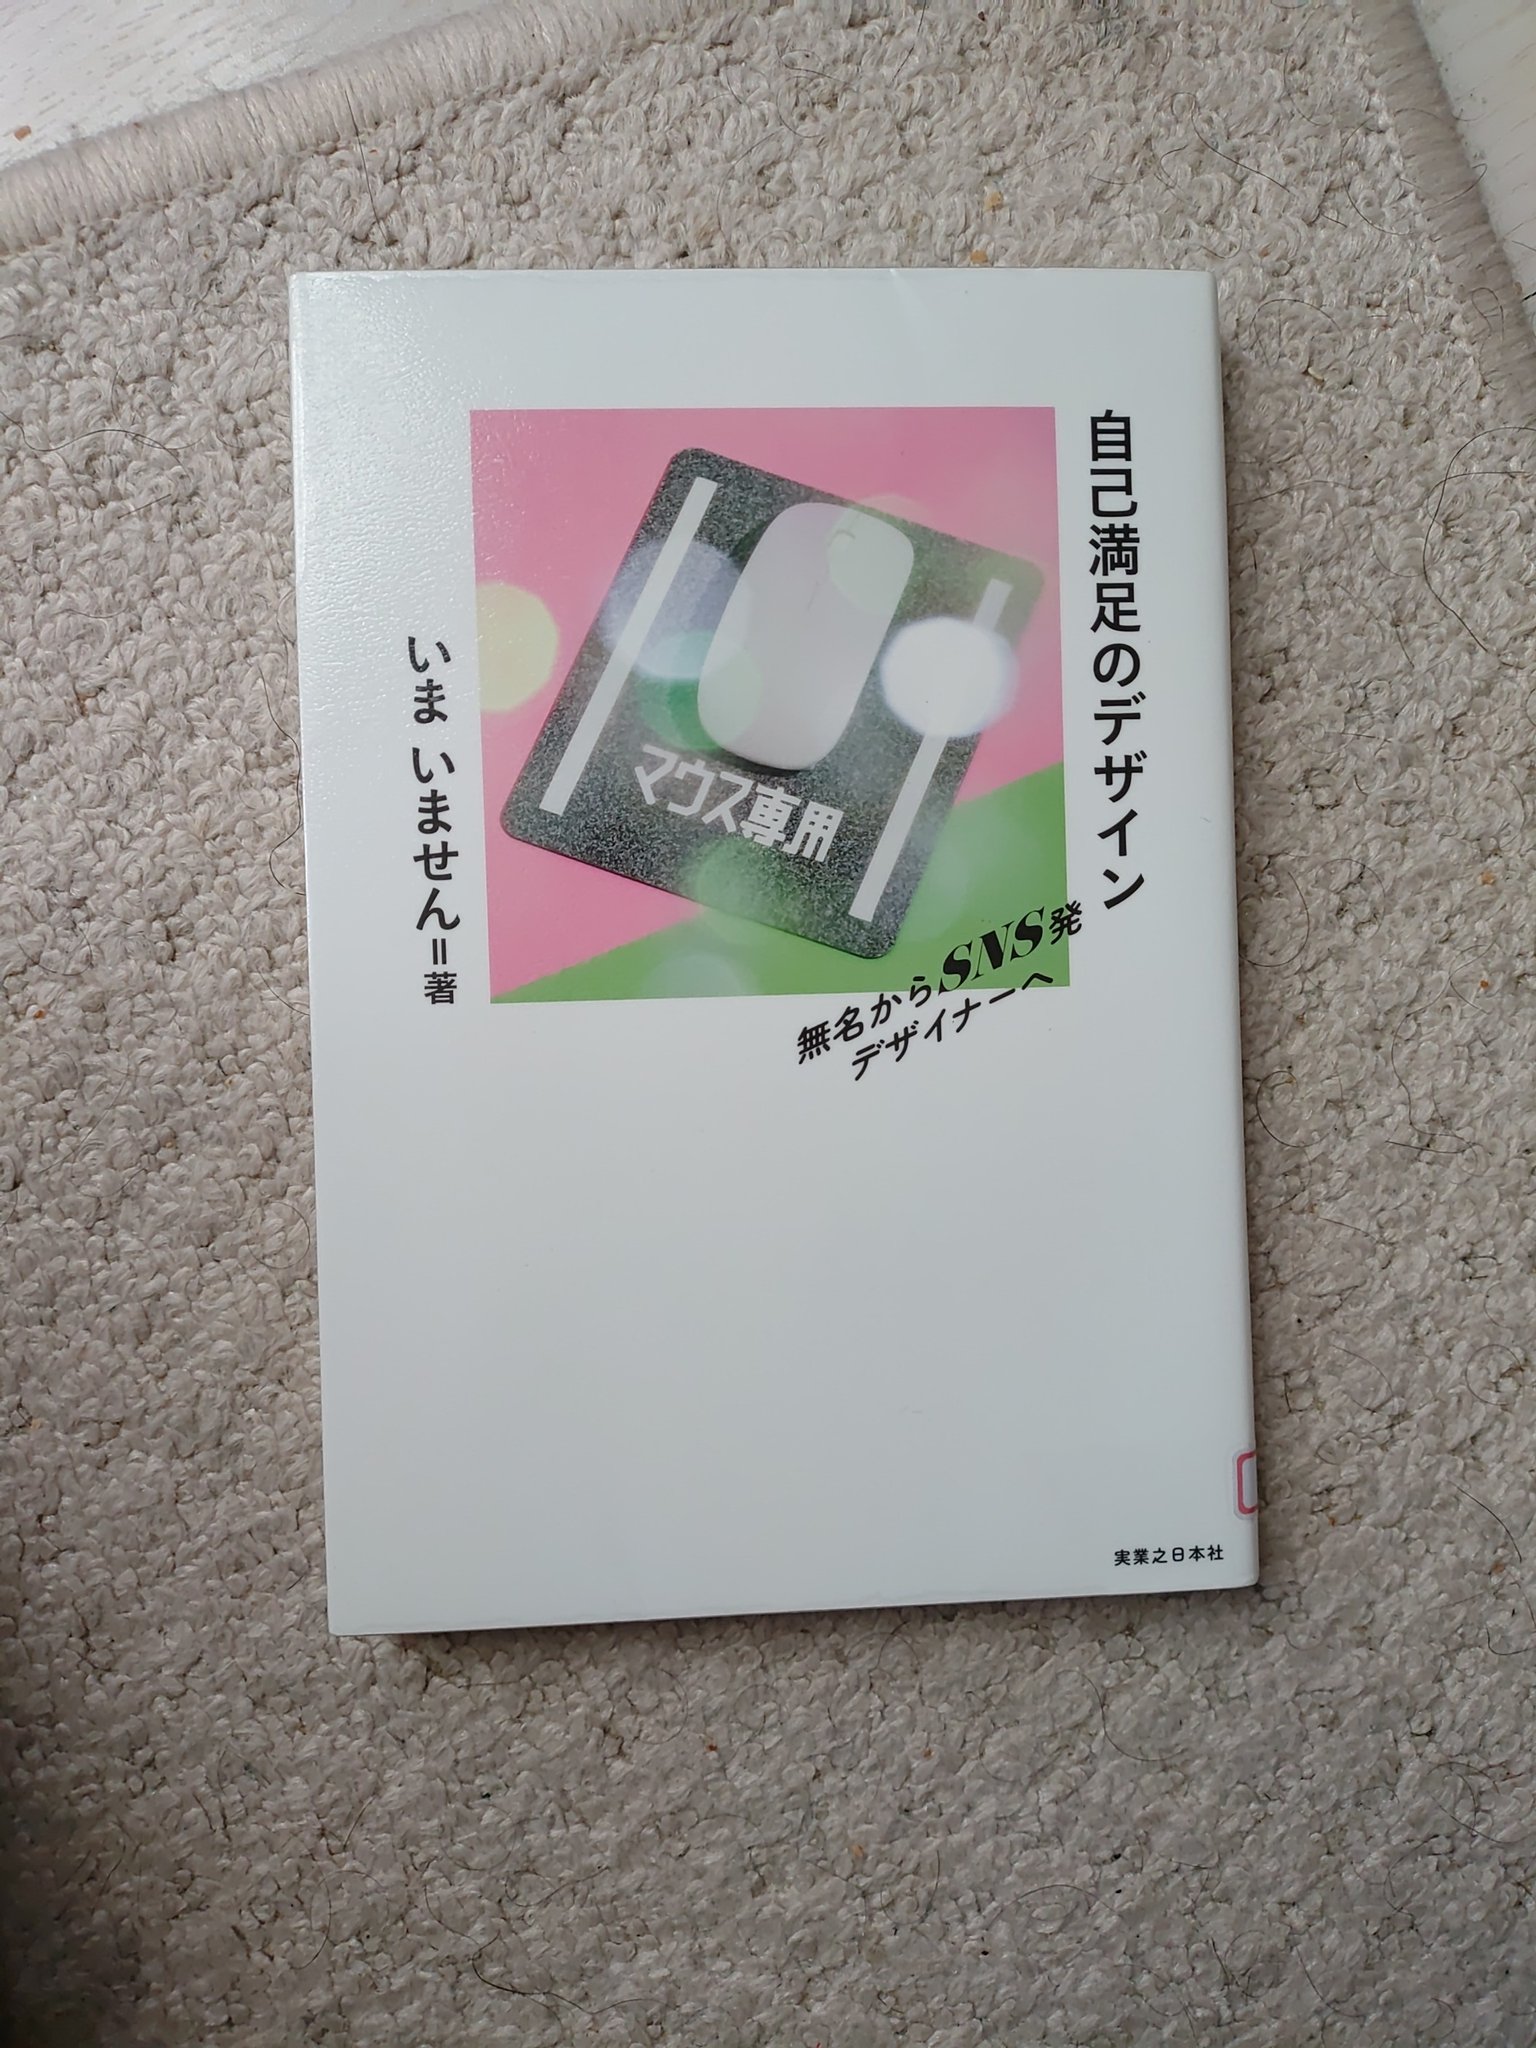 自己満足のデザイン
無名からSNS発
デザイナーへ
マウス専用
いま いません＝著
実業之日本社